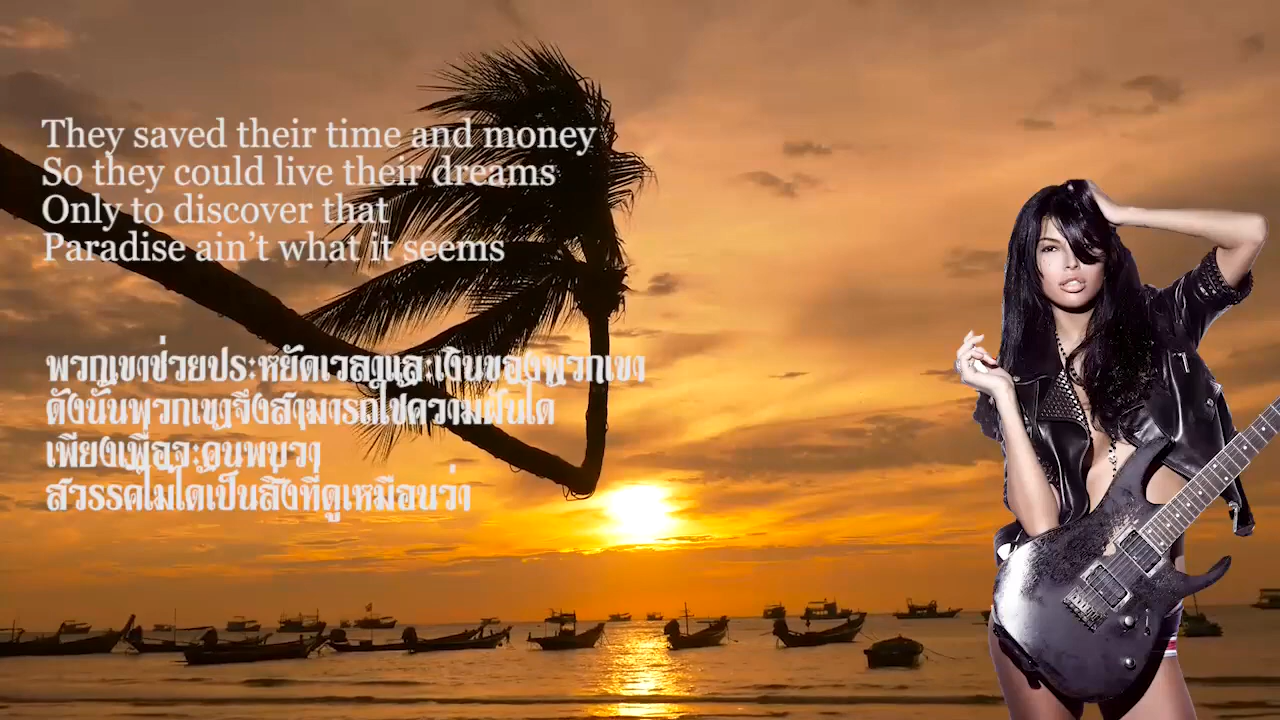 They saved their time and money
So they could live their dreams
Only to discover that
Paradise ain’t what it seems
พวกเขาช่วยประหยัดเวลาและเงินของพวกเขา
ดังนั้นพวกเขาจึงสามารถใช้ความฝันได้
เพียงเพื่อจะค้นพบว่า
สวรรค์ไม่ได้เป็นสิ่งที่ดูเหมือนว่า